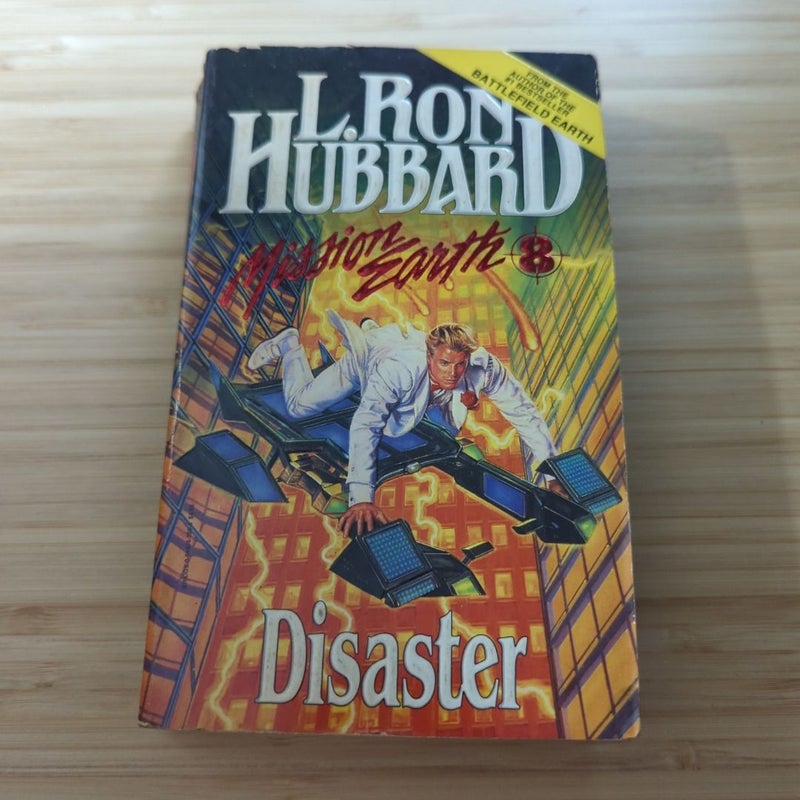 FROM THE
AUTHOR OF THE
#1 BESTSELLER
BATTLEFIELD EARTH
L. RON
HUBBARD
Mission
Earth 8
Disaster